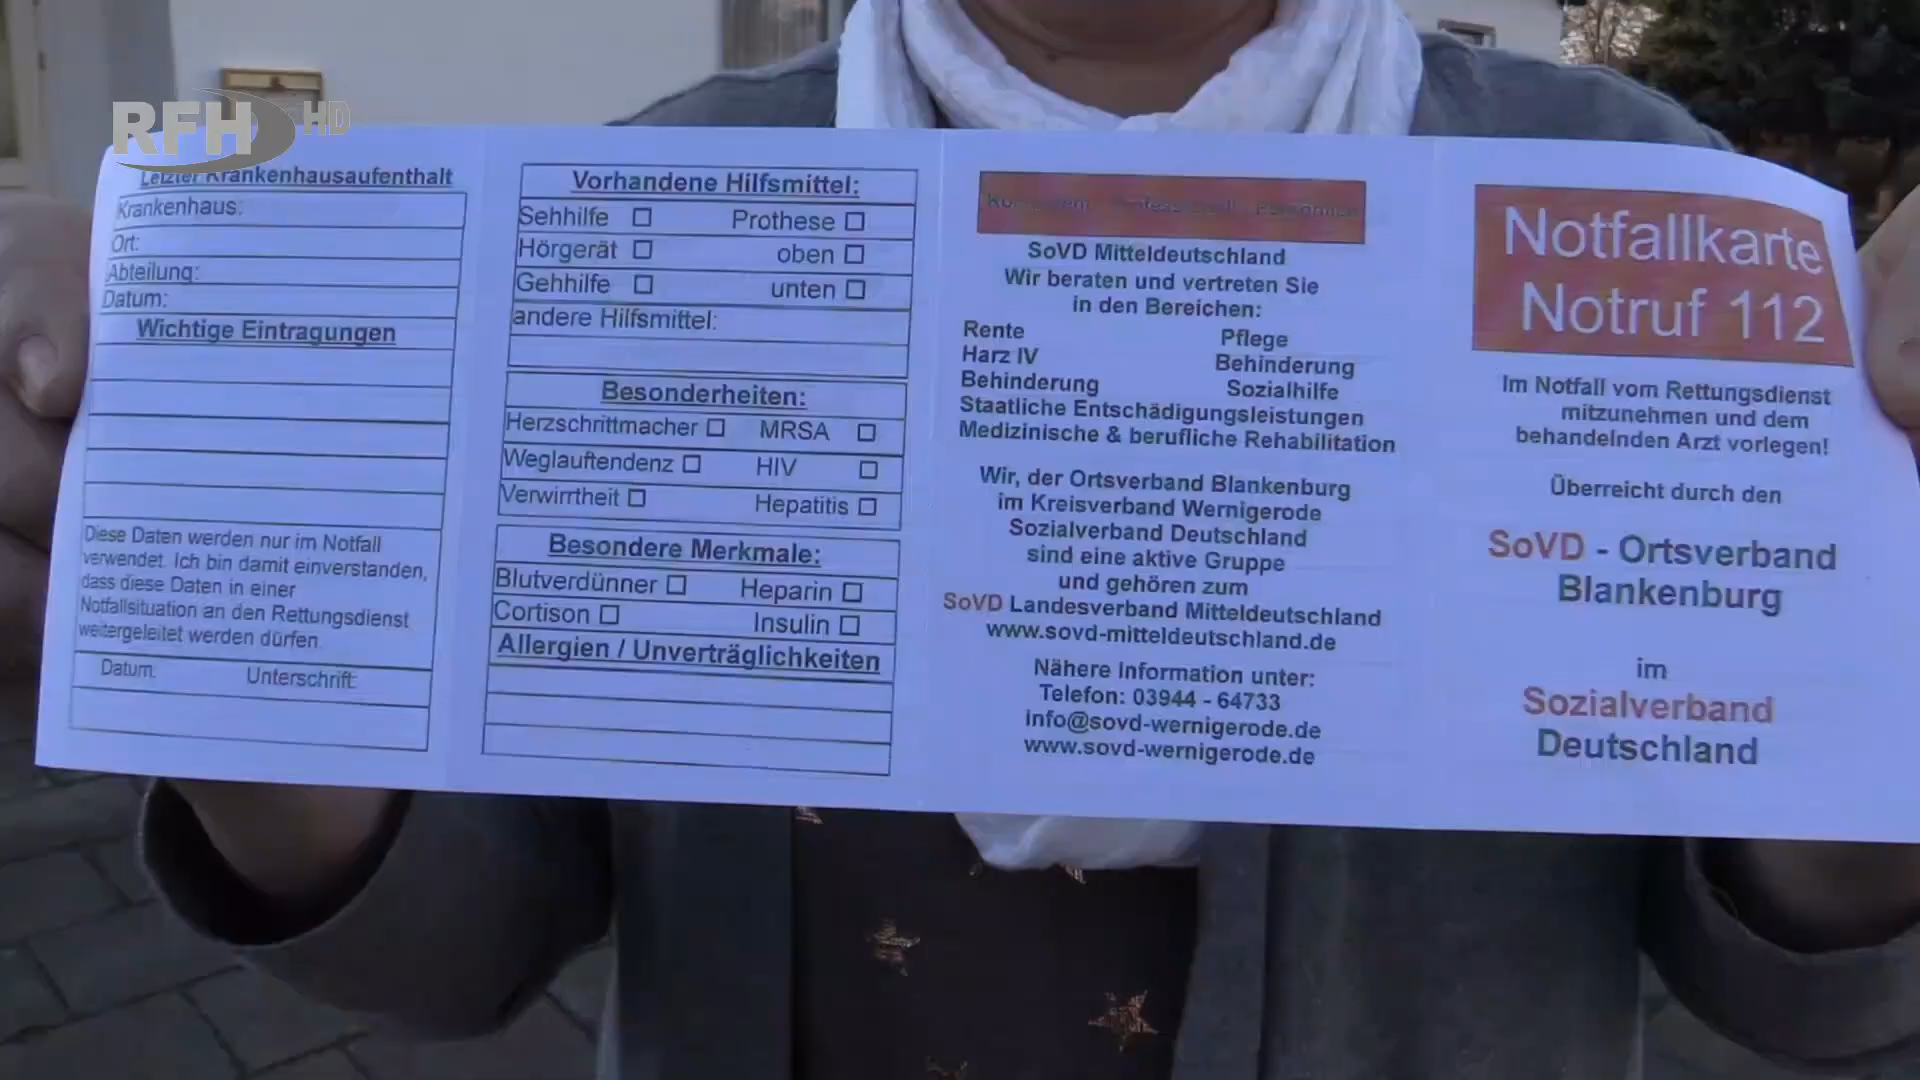 RFH HD
Letzter Krankenhausaufenthalt
Krankenhaus:
Ort:
Abteilung:
Datum:
Wichtige Eintragungen
Diese Daten werden nur im Notfall
verwendet. Ich bin damit einverstanden,
dass diese Daten in einer
Notfallsituation an den Rettungsdienst
weitergeleitet werden dürfen.
Datum: Unterschrift:
Vorhandene Hilfsmittel:
Sehhilfe ☐ Prothese ☐
Hörgerät ☐ oben ☐
Gehhilfe ☐ unten ☐
andere Hilfsmittel:
Besonderheiten:
Herzschrittmacher ☐ MRSA ☐
Weglauftendenz ☐ HIV ☐
Verwirrtheit ☐ Hepatitis ☐
Besondere Merkmale:
Blutverdünner ☐ Heparin ☐
Cortison ☐ Insulin ☐
Allergien / Unverträglichkeiten
SoVD Mitteldeutschland
Wir beraten und vertreten Sie
in den Bereichen:
Rente Pflege
Harz IV Behinderung
Behinderung Sozialhilfe
Staatliche Entschädigungsleistungen
Medizinische & berufliche Rehabilitation
Wir, der Ortsverband Blankenburg
im Kreisverband Wernigerode
Sozialverband Deutschland
sind eine aktive Gruppe
und gehören zum
SoVD Landesverband Mitteldeutschland
www.sovd-mitteldeutschland.de
Nähere Information unter:
Telefon: 03944 - 64733
info@sovd-wernigerode.de
www.sovd-wernigerode.de
Notfallkarte
Notruf 112
Im Notfall vom Rettungsdienst
mitzunehmen und dem
behandelnden Arzt vorlegen!
Überreicht durch den
SoVD - Ortsverband
Blankenburg
im
Sozialverband
Deutschland